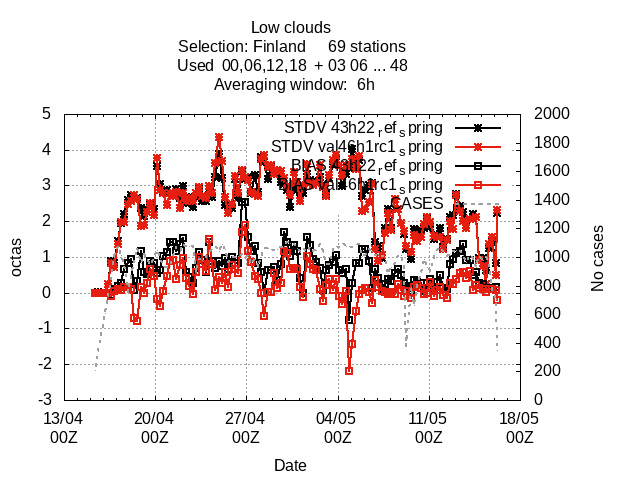 Low clouds
Selection: Finland 69 stations
Used 00,06,12,18 + 03 06 ... 48
Averaging window: 6h
STDV 43h22_ref_spring
STDV val46h1rc1_spring
BIAS 43h22_ref_spring
BIAS val46h1rc1_spring
CASES
octas
5
4
3
2
1
0
-1
-2
-3
No cases
2000
1800
1600
1400
1200
1000
800
600
400
200
0
13/04 20/04 27/04 04/05 11/05 18/05
00Z 00Z 00Z 00Z 00Z 00Z
Date